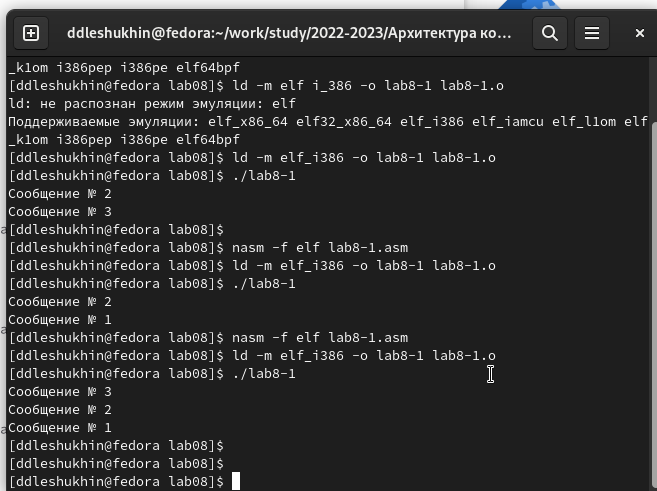 ddleshukhin@fedora:~/work/study/2022-2023/Архитектура ко...
_k1om i386pep i386pe elf64bpf
[ddleshukhin@fedora lab08]$ ld -m elf i_386 -o lab8-1 lab8-1.o
ld: не распознан режим эмуляции: elf
Поддерживаемые эмуляции: elf_x86_64 elf32_x86_64 elf_i386 elf_iamcu elf_l1om elf
_k1om i386pep i386pe elf64bpf
[ddleshukhin@fedora lab08]$ ld -m elf_i386 -o lab8-1 lab8-1.o
[ddleshukhin@fedora lab08]$ ./lab8-1
Сообщение № 2
Сообщение № 3
[ddleshukhin@fedora lab08]$
[ddleshukhin@fedora lab08]$ nasm -f elf lab8-1.asm
[ddleshukhin@fedora lab08]$ ld -m elf_i386 -o lab8-1 lab8-1.o
[ddleshukhin@fedora lab08]$ ./lab8-1
Сообщение № 2
Сообщение № 1
[ddleshukhin@fedora lab08]$ nasm -f elf lab8-1.asm
[ddleshukhin@fedora lab08]$ ld -m elf_i386 -o lab8-1 lab8-1.o
[ddleshukhin@fedora lab08]$ ./lab8-1
Сообщение № 3
Сообщение № 2
Сообщение № 1
[ddleshukhin@fedora lab08]$
[ddleshukhin@fedora lab08]$
[ddleshukhin@fedora lab08]$